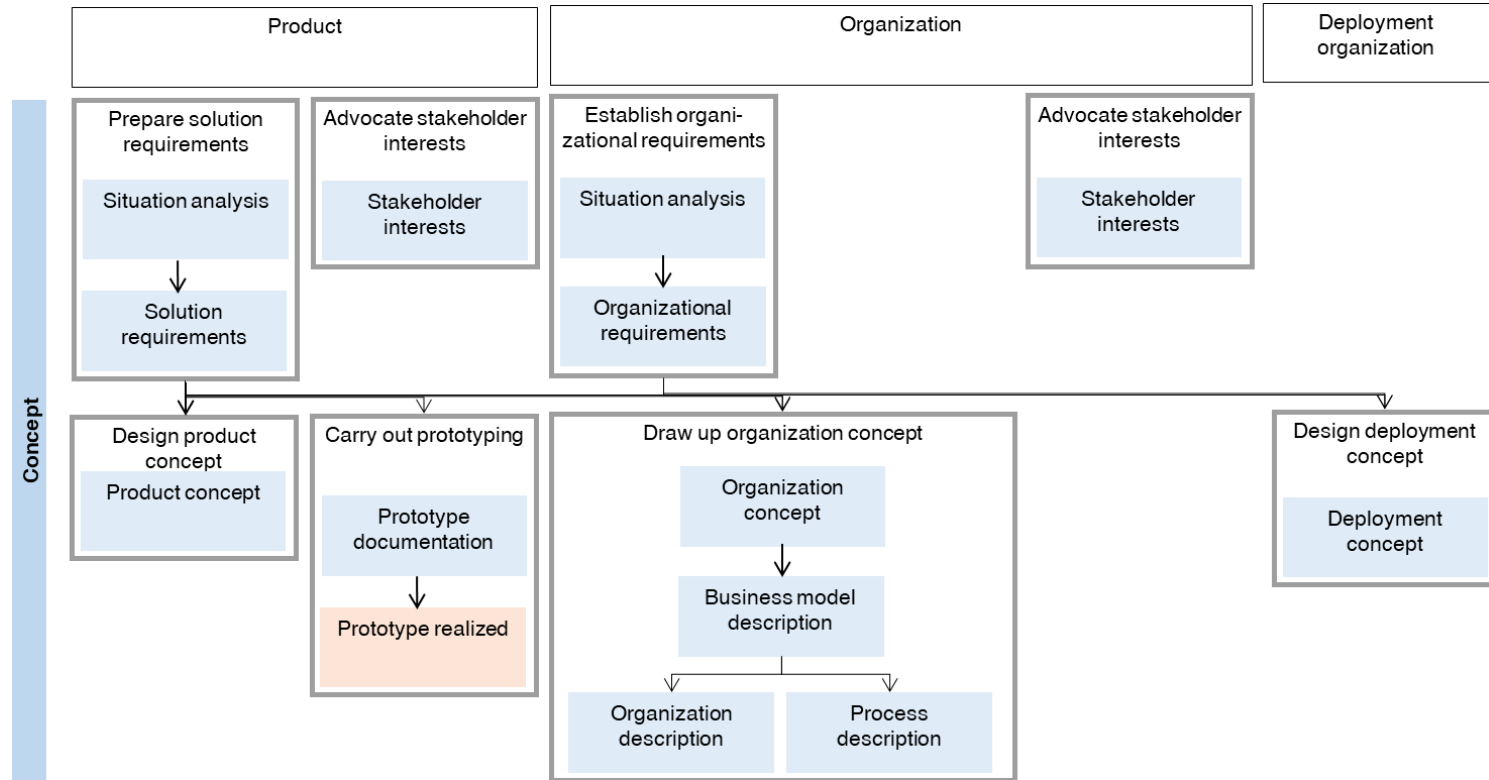 Product
Organization
Deployment
organization
Concept
Prepare solution
requirements
Situation analysis
Solution
requirements
Advocate stakeholder
interests
Stakeholder
interests
Establish organi-
zational requirements
Situation analysis
Organizational
requirements
Advocate stakeholder
interests
Stakeholder
interests
Design product
concept
Product concept
Carry out prototyping
Prototype
documentation
Prototype realized
Draw up organization concept
Organization
concept
Business model
description
Organization
description
Process
description
Design deployment
concept
Deployment
concept